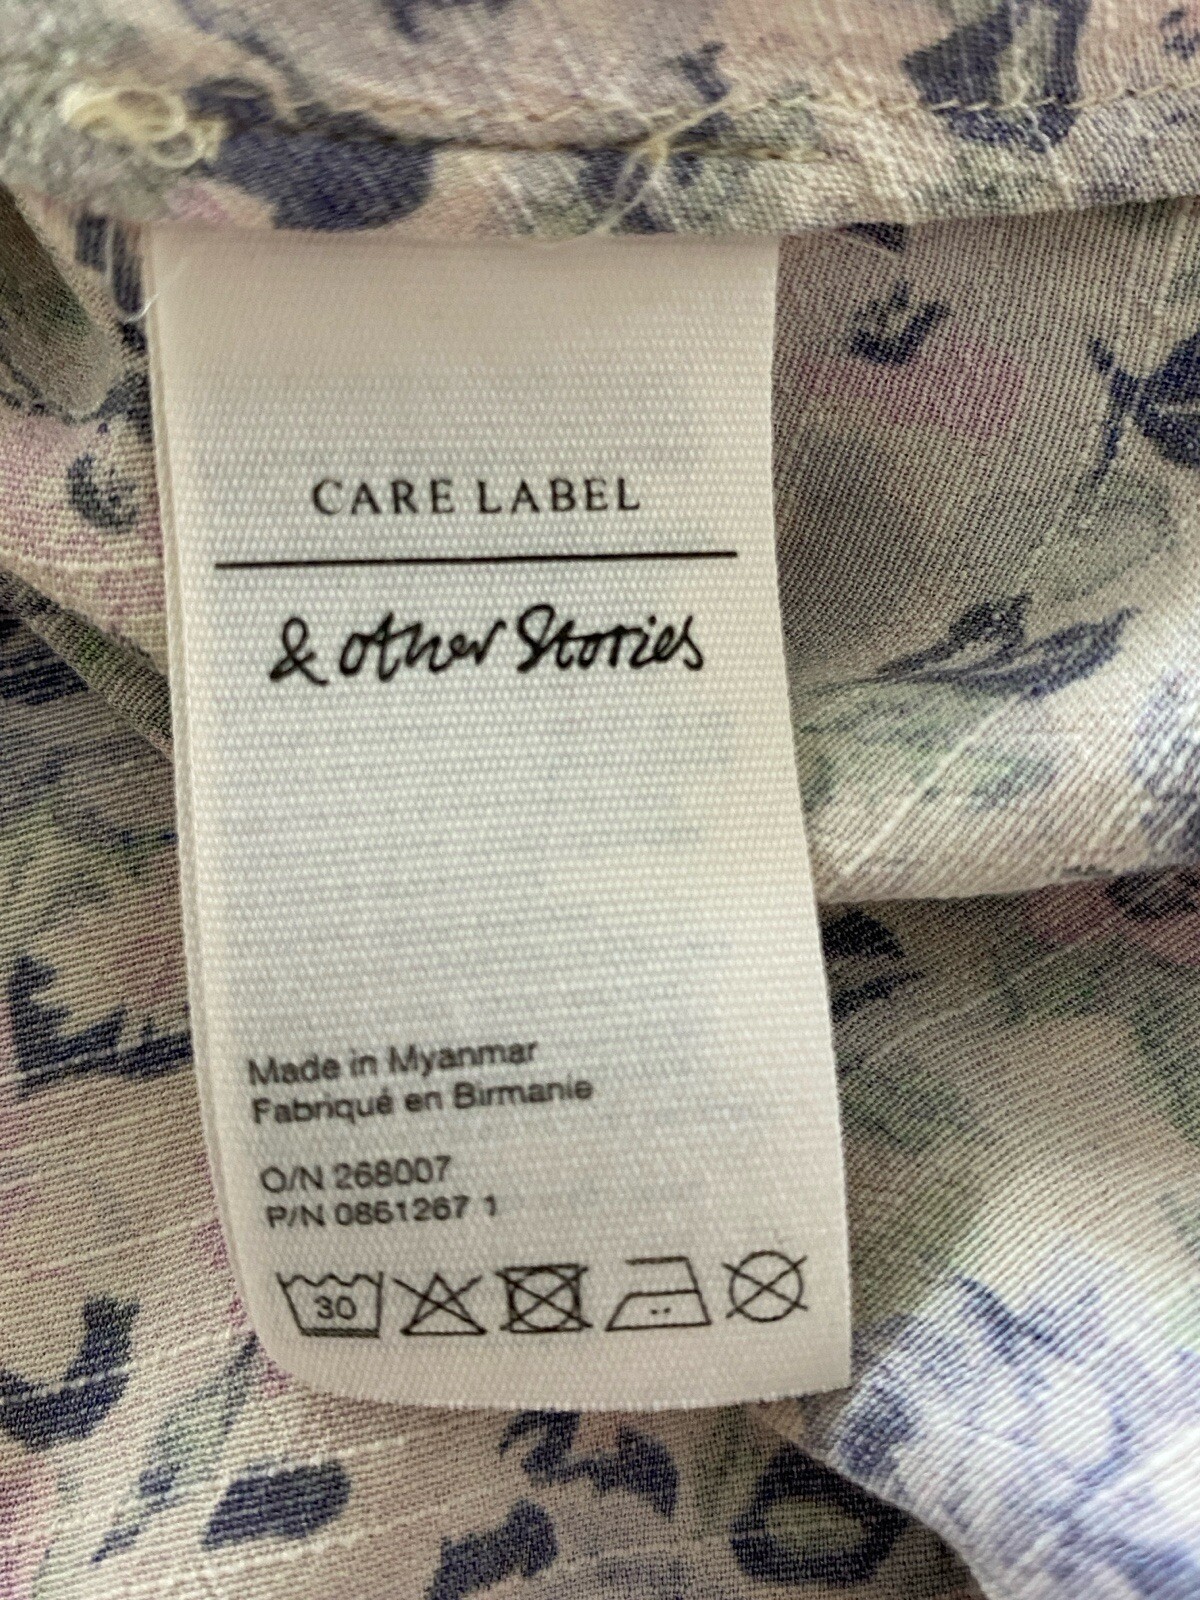 CARE LABEL
& other Stories
Made in Myanmar
Fabriqué en Birmanie
O/N 268007
P/N 0861267 1
30